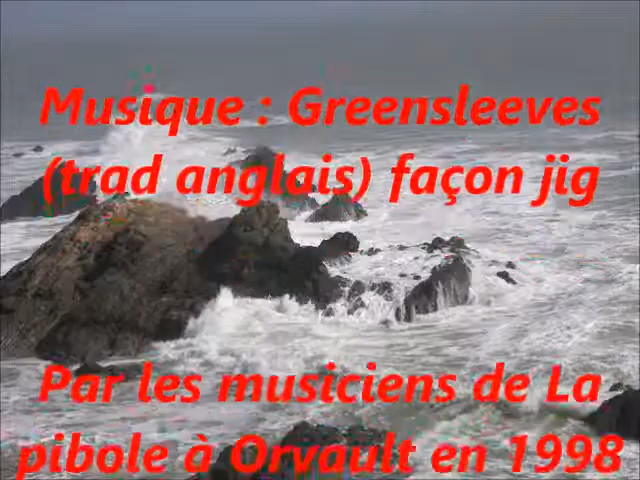 Musique : Greensleeves
(trad anglais) façon jig
Par les musiciens de La
pibole à Orvault en 1998